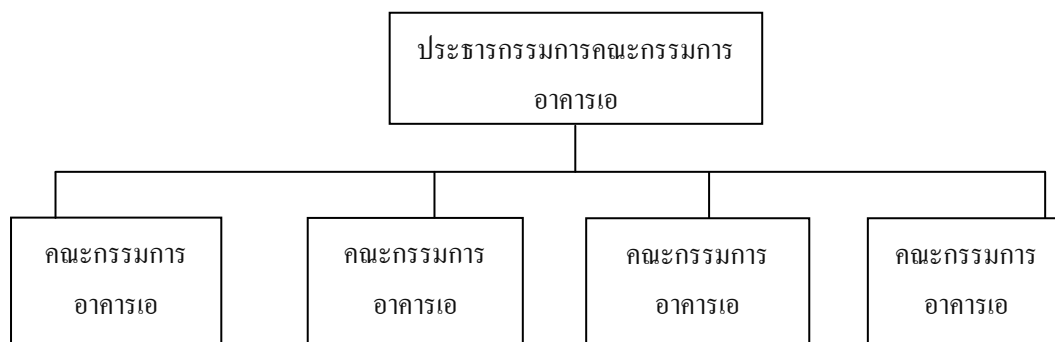 ประธารกรรมการคณะกรรมการ
อาคารเอ
คณะกรรมการ
อาคารเอ
คณะกรรมการ
อาคารเอ
คณะกรรมการ
อาคารเอ
คณะกรรมการ
อาคารเอ